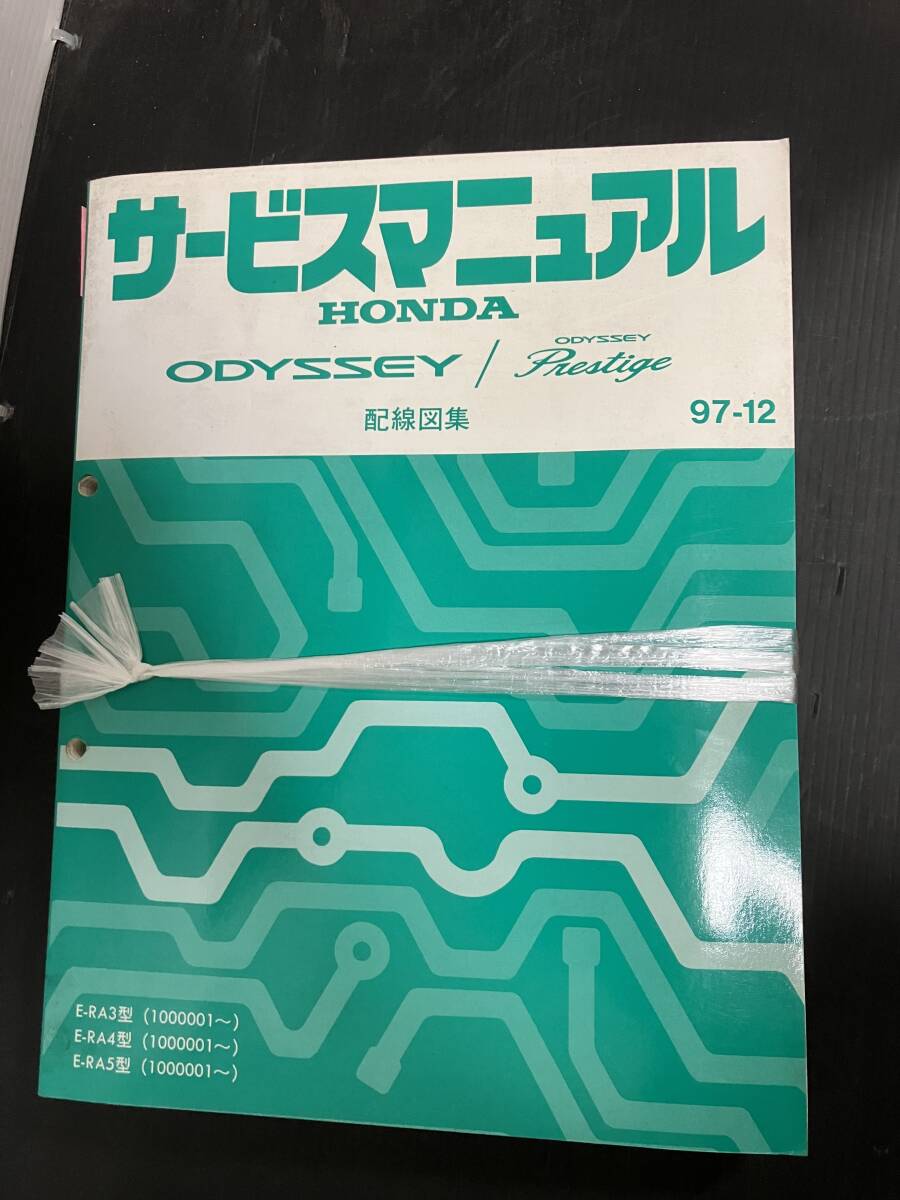 サービスマニュアル
HONDA
ODYSSEY / ODYSSEY Prestige
配線図集 97-12
E-RA3型 (1000001～)
E-RA4型 (1000001～)
E-RA5型 (1000001～)